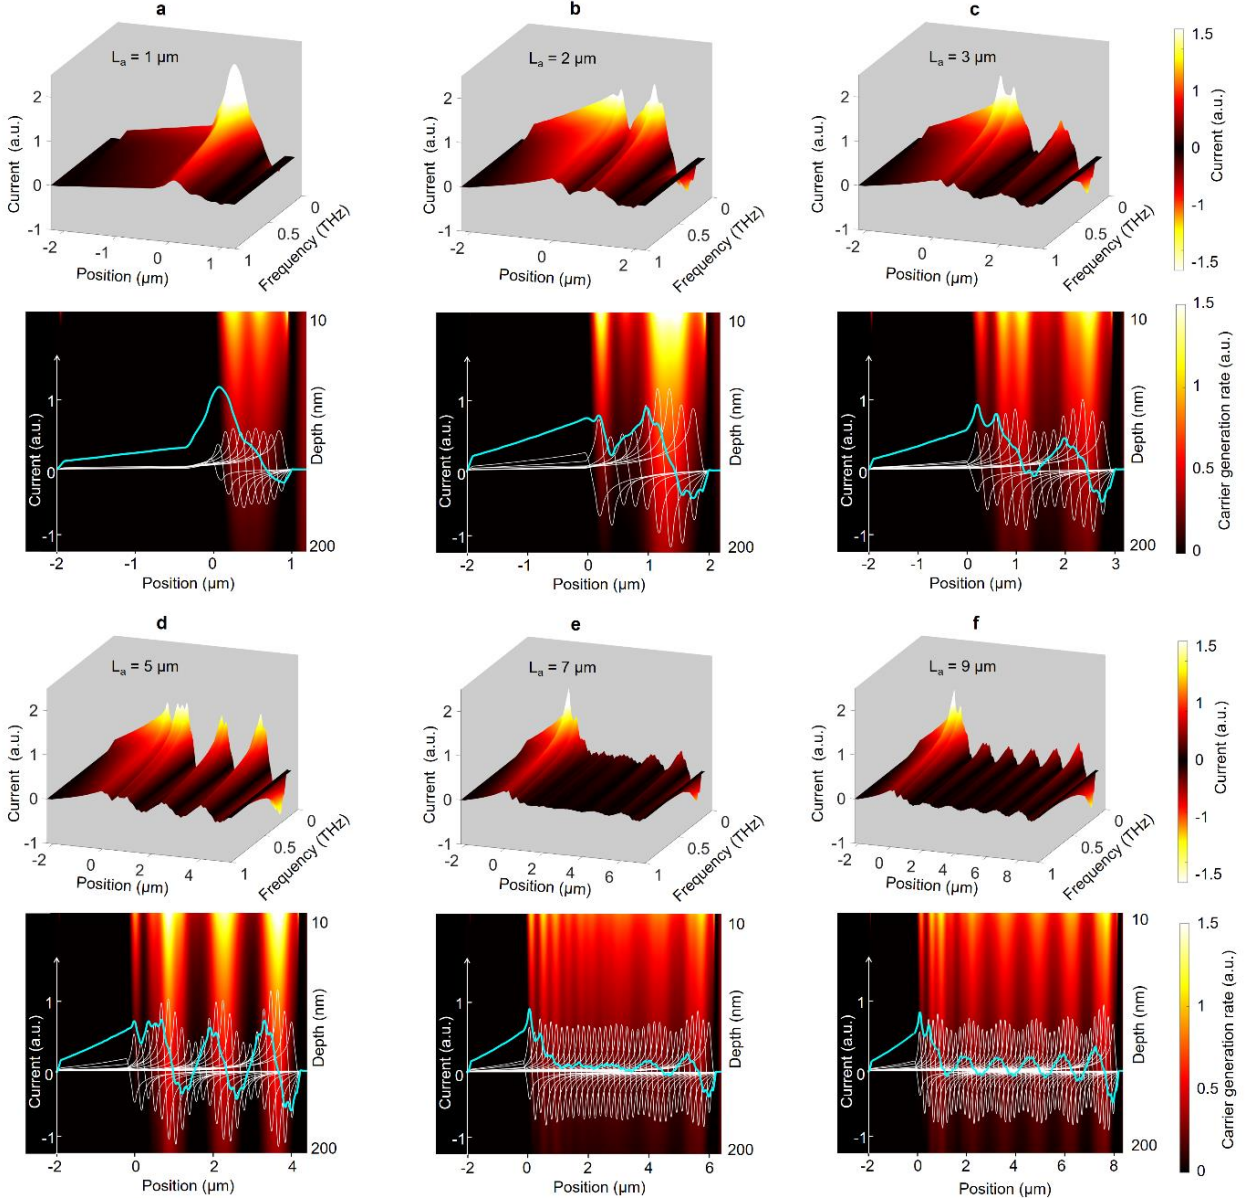 a
b
c
Lₐ = 1 µm
Lₐ = 2 µm
Lₐ = 3 µm
Current (a.u.)
2
1
0
-1
-2
-1
0
1
Position (µm)
1
0.5
0
Frequency (THz)
Current (a.u.)
2
1
0
-1
-2
0
2
Position (µm)
1
0.5
0
Frequency (THz)
Current (a.u.)
2
1
0
-1
-2
0
2
Position (µm)
1
0.5
0
Frequency (THz)
1.5
1
0
-1
-1.5
Current (a.u.)
Current (a.u.)
1
0
-1
-2
-1
0
1
Position (µm)
10
Depth (nm)
200
Current (a.u.)
1
0
-1
-2
-1
0
1
2
Position (µm)
10
Depth (nm)
200
Current (a.u.)
1
0
-1
-2
-1
0
1
2
3
Position (µm)
10
Depth (nm)
200
1.5
1
0.5
0
Carrier generation rate (a.u.)
d
e
f
Lₐ = 5 µm
Lₐ = 7 µm
Lₐ = 9 µm
Current (a.u.)
2
1
0
-1
-2
0
2
4
Position (µm)
1
0.5
0
Frequency (THz)
Current (a.u.)
2
1
0
-1
-2
0
2
4
6
Position (µm)
1
0.5
0
Frequency (THz)
Current (a.u.)
2
1
0
-1
-2
0
2
4
6
8
Position (µm)
1
0.5
0
Frequency (THz)
1.5
1
0
-1
-1.5
Current (a.u.)
Current (a.u.)
1
0
-1
-2
0
2
4
Position (µm)
10
Depth (nm)
200
Current (a.u.)
1
0
-1
-2
0
2
4
6
Position (µm)
10
Depth (nm)
200
Current (a.u.)
1
0
-1
-2
0
2
4
6
8
Position (µm)
10
Depth (nm)
200
1.5
1
0.5
0
Carrier generation rate (a.u.)